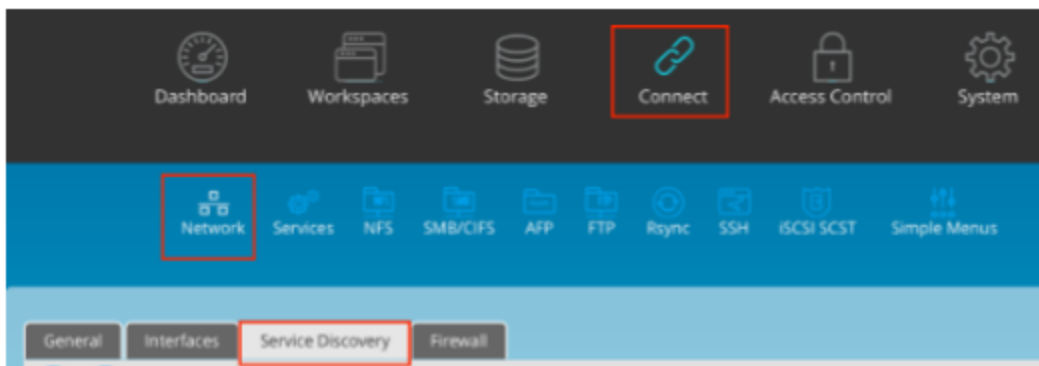 Dashboard Workspaces Storage Connect Access Control System
Network Services NFS SMB/CIFS AFP FTP Rsync SSH iSCSI SCST Simple Menus
General Interfaces Service Discovery Firewall